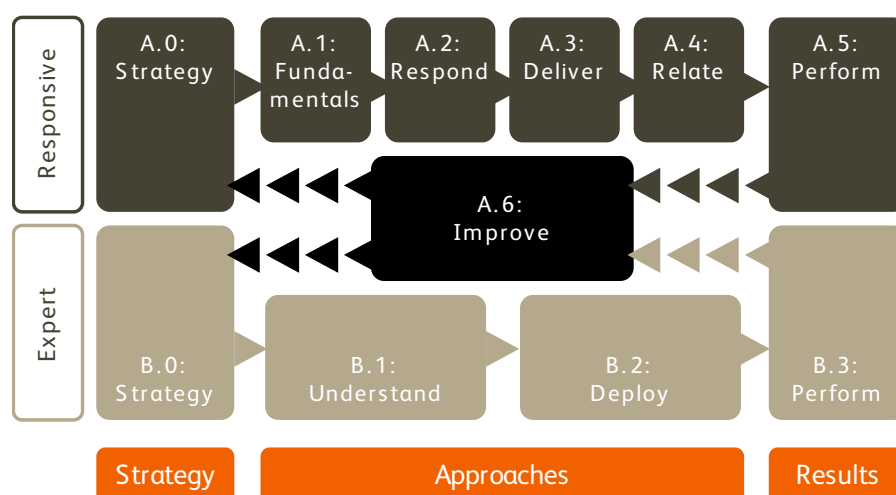 Responsive
A.0:
Strategy
A.1:
Funda-
mentals
A.2:
Respond
A.3:
Deliver
A.4:
Relate
A.5:
Perform
A.6:
Improve
Expert
B.0:
Strategy
B.1:
Understand
B.2:
Deploy
B.3:
Perform
Strategy
Approaches
Results